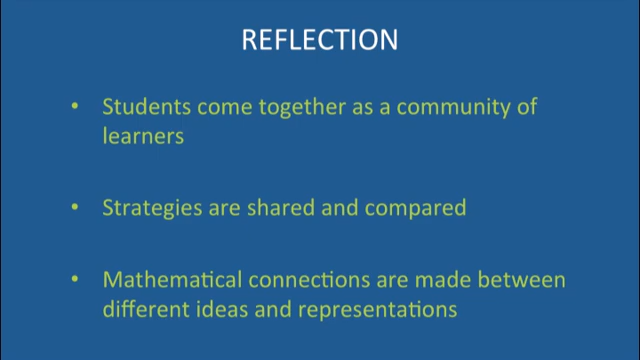 REFLECTION
• Students come together as a community of
learners
• Strategies are shared and compared
• Mathematical connections are made between
different ideas and representations